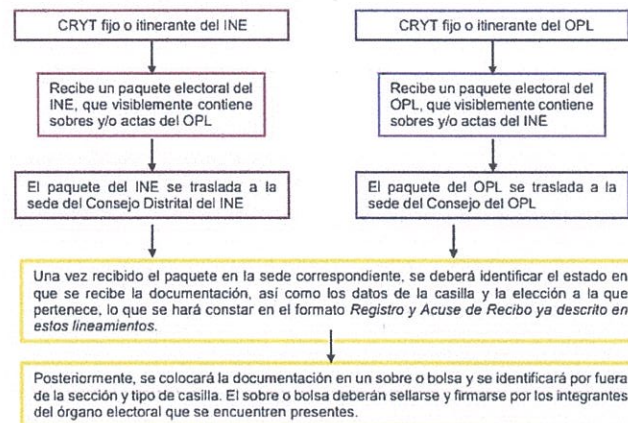 CRYT fijo o itinerante del INE
CRYT fijo o itinerante del OPL
Recibe un paquete electoral del
INE, que visiblemente contiene
sobres y/o actas del OPL
Recibe un paquete electoral del
OPL, que visiblemente contiene
sobres y/o actas del INE
El paquete del INE se traslada a la
sede del Consejo Distrital del INE
El paquete del OPL se traslada a la
sede del Consejo del OPL
Una vez recibido el paquete en la sede correspondiente, se deberá identificar el estado en
que se recibe la documentación, así como los datos de la casilla y la elección a la que
pertenece, lo que se hará constar en el formato Registro y Acuse de Recibo ya descrito en
estos lineamientos.
Posteriormente, se colocará la documentación en un sobre o bolsa y se identificará por fuera
de la sección y tipo de casilla. El sobre o bolsa deberán sellarse y firmarse por los integrantes
del órgano electoral que se encuentren presentes.